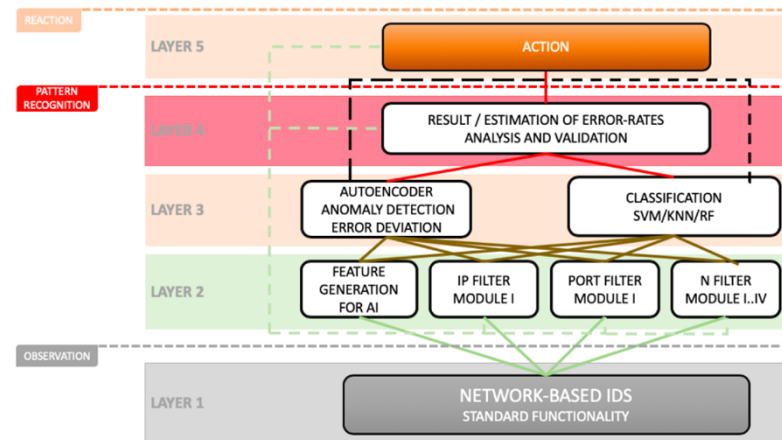 REACTION
LAYER 5
ACTION
PATTERN
RECOGNITION
LAYER 4
RESULT / ESTIMATION OF ERROR-RATES
ANALYSIS AND VALIDATION
LAYER 3
AUTOENCODER
ANOMALY DETECTION
ERROR DEVIATION
CLASSIFICATION
SVM/KNN/RF
LAYER 2
FEATURE
GENERATION
FOR AI
IP FILTER
MODULE I
PORT FILTER
MODULE I
N FILTER
MODULE I..IV
OBSERVATION
LAYER 1
NETWORK-BASED IDS
STANDARD FUNCTIONALITY